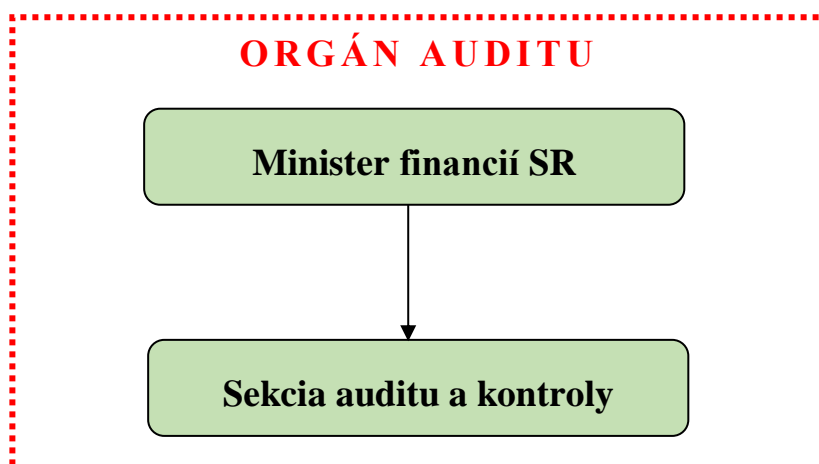 ORGÁN AUDITU
Minister financií SR
Sekcia auditu a kontroly